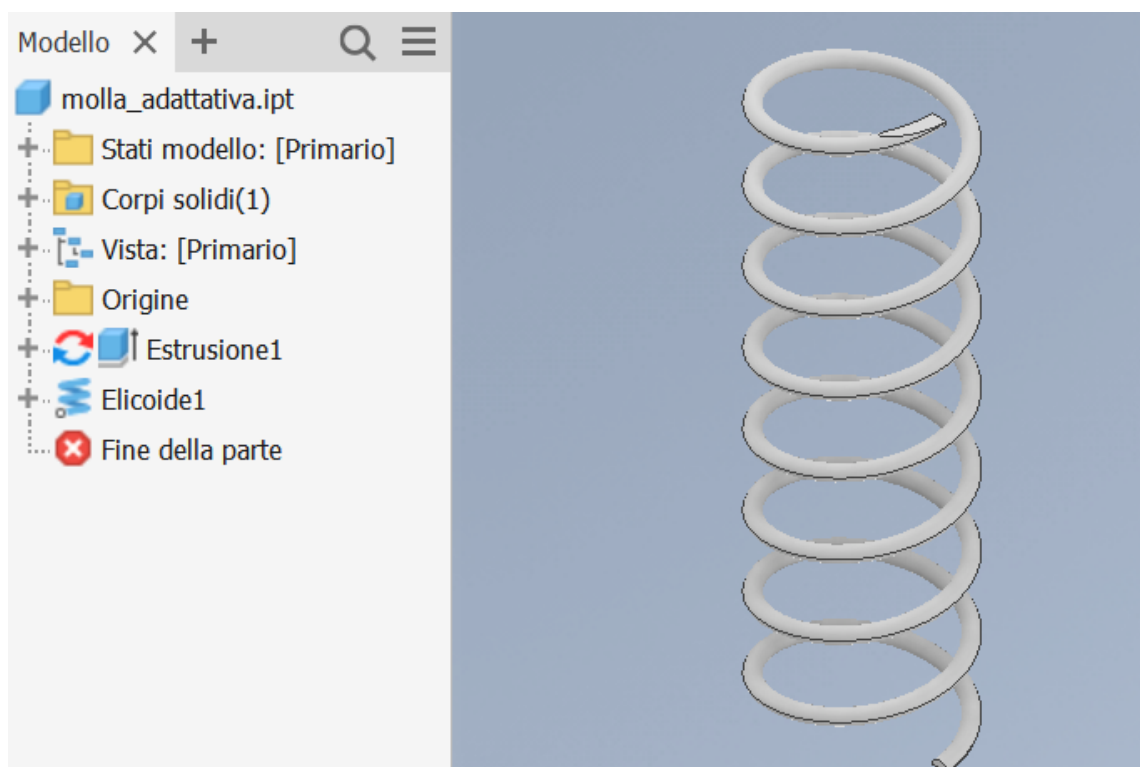 Modello
molla_adattativa.ipt
Stati modello: [Primario]
Corpi solidi(1)
Vista: [Primario]
Origine
Estrusione1
Elicoide1
Fine della parte